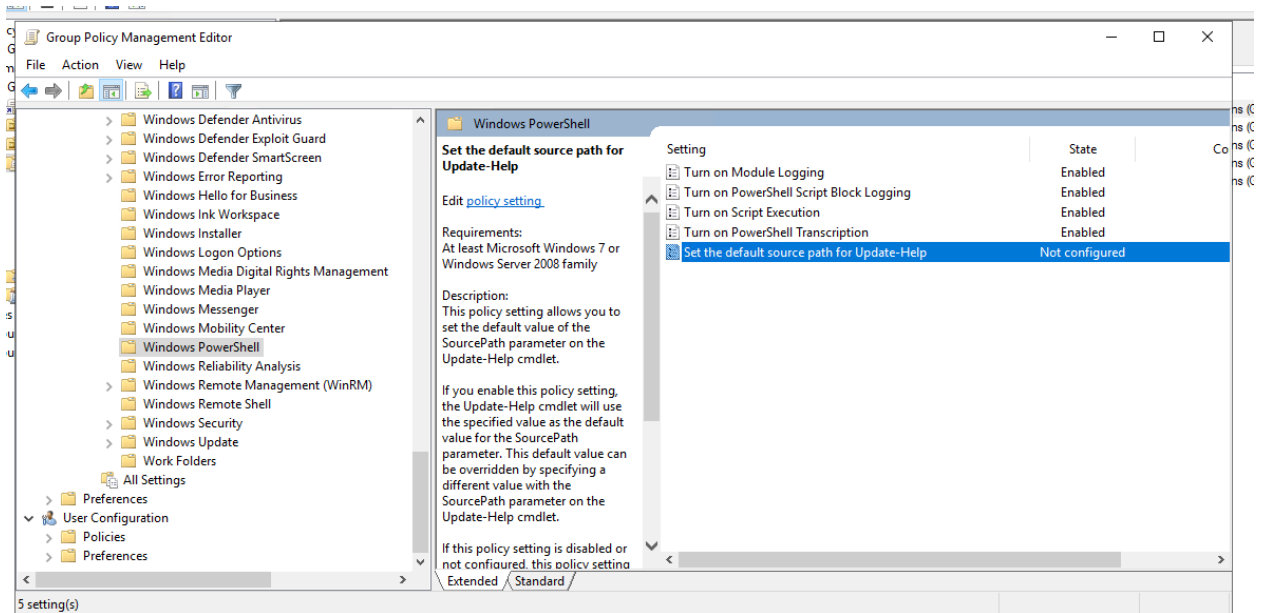 Group Policy Management Editor
File Action View Help
Windows Defender Antivirus
Windows Defender Exploit Guard
Windows Defender SmartScreen
Windows Error Reporting
Windows Hello for Business
Windows Ink Workspace
Windows Installer
Windows Logon Options
Windows Media Digital Rights Management
Windows Media Player
Windows Messenger
Windows Mobility Center
Windows PowerShell
Windows Reliability Analysis
Windows Remote Management (WinRM)
Windows Remote Shell
Windows Security
Windows Update
Work Folders
All Settings
Preferences
User Configuration
Policies
Preferences
Windows PowerShell
Set the default source path for
Update-Help
Edit policy setting
Requirements:
At least Microsoft Windows 7 or
Windows Server 2008 family
Description:
This policy setting allows you to
set the default value of the
SourcePath parameter on the
Update-Help cmdlet.
If you enable this policy setting,
the Update-Help cmdlet will use
the specified value as the default
value for the SourcePath
parameter. This default value can
be overridden by specifying a
different value with the
SourcePath parameter on the
Update-Help cmdlet.
If this policy setting is disabled or
not configured, this policy setting
Setting State Co
Turn on Module Logging Enabled
Turn on PowerShell Script Block Logging Enabled
Turn on Script Execution Enabled
Turn on PowerShell Transcription Enabled
Set the default source path for Update-Help Not configured
Extended Standard
5 setting(s)